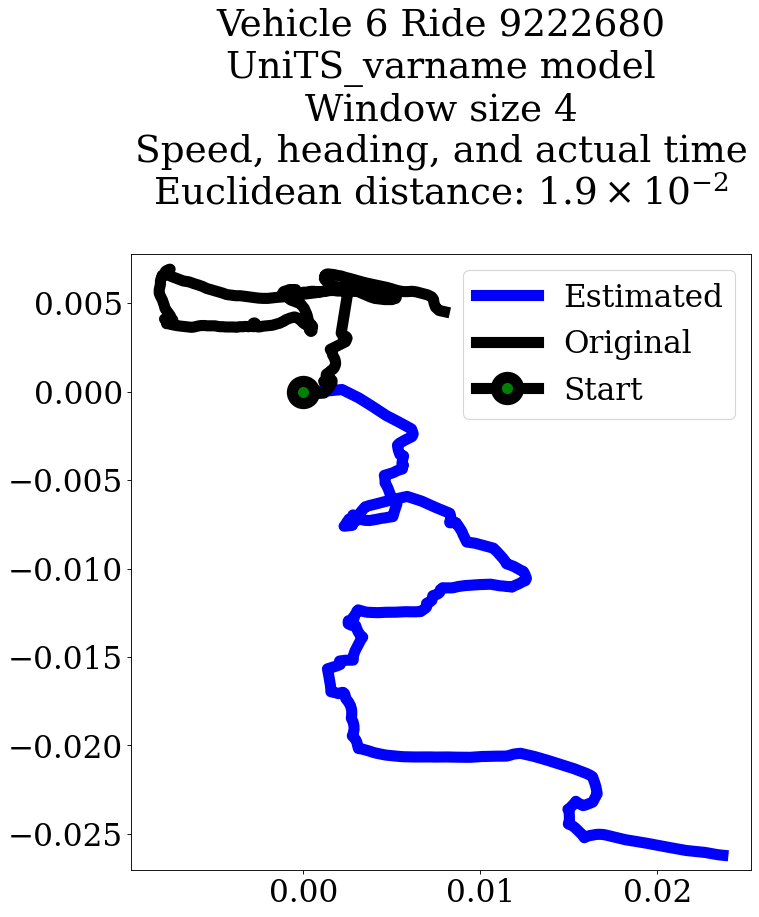 Vehicle 6 Ride 9222680
UniTS_varname model
Window size 4
Speed, heading, and actual time
Euclidean distance: 1.9 × 10⁻²
Estimated
Original
Start
0.005
0.000
−0.005
−0.010
−0.015
−0.020
−0.025
0.00 0.01 0.02